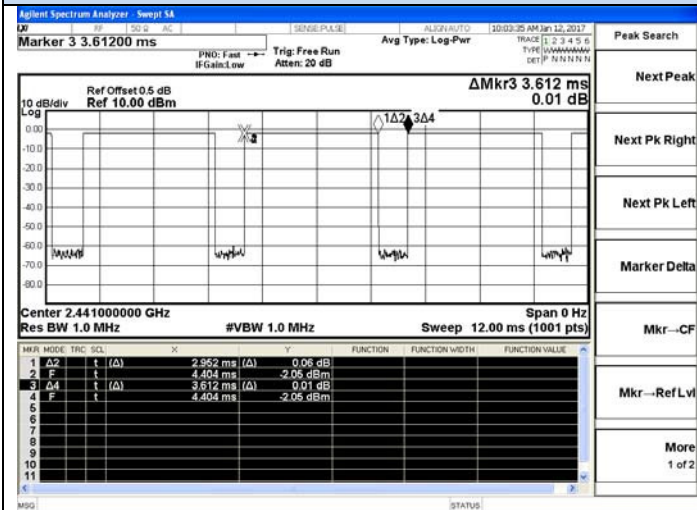 Agilent Spectrum Analyzer - Swept SA
RF 50 Ω AC SENSE:PULSE ALIGN AUTO 10:03:35 AM Jan 12, 2017
Marker 3 3.61200 ms
PNO: Fast Trig: Free Run Avg Type: Log-Pwr TRACE 1 2 3 4 5 6
TYPE WWWWWW
IFGain:Low Atten: 20 dB DET P N N N N N
Peak Search
Next Peak
Next Pk Right
Next Pk Left
Marker Delta
Mkr→CF
Mkr→Ref Lvl
More
1 of 2
ΔMkr3 3.612 ms
0.01 dB
Ref Offset 0.5 dB
10 dB/div Ref 10.00 dBm
Log
1Δ2 3Δ4
0.00
-10.0
-20.0
-30.0
-40.0
-50.0
-60.0
-70.0
-80.0
Center 2.441000000 GHz Span 0 Hz
Res BW 1.0 MHz #VBW 1.0 MHz Sweep 12.00 ms (1001 pts)
MKR MODE TRC SCL X Y FUNCTION FUNCTION WIDTH FUNCTION VALUE
1 Δ2 t (Δ) 2.952 ms (Δ) 0.06 dB
2 F t 4.404 ms -2.05 dBm
3 Δ4 t (Δ) 3.612 ms (Δ) 0.01 dB
4 F t 4.404 ms -2.05 dBm
5
6
7
8
9
10
11
MSG STATUS